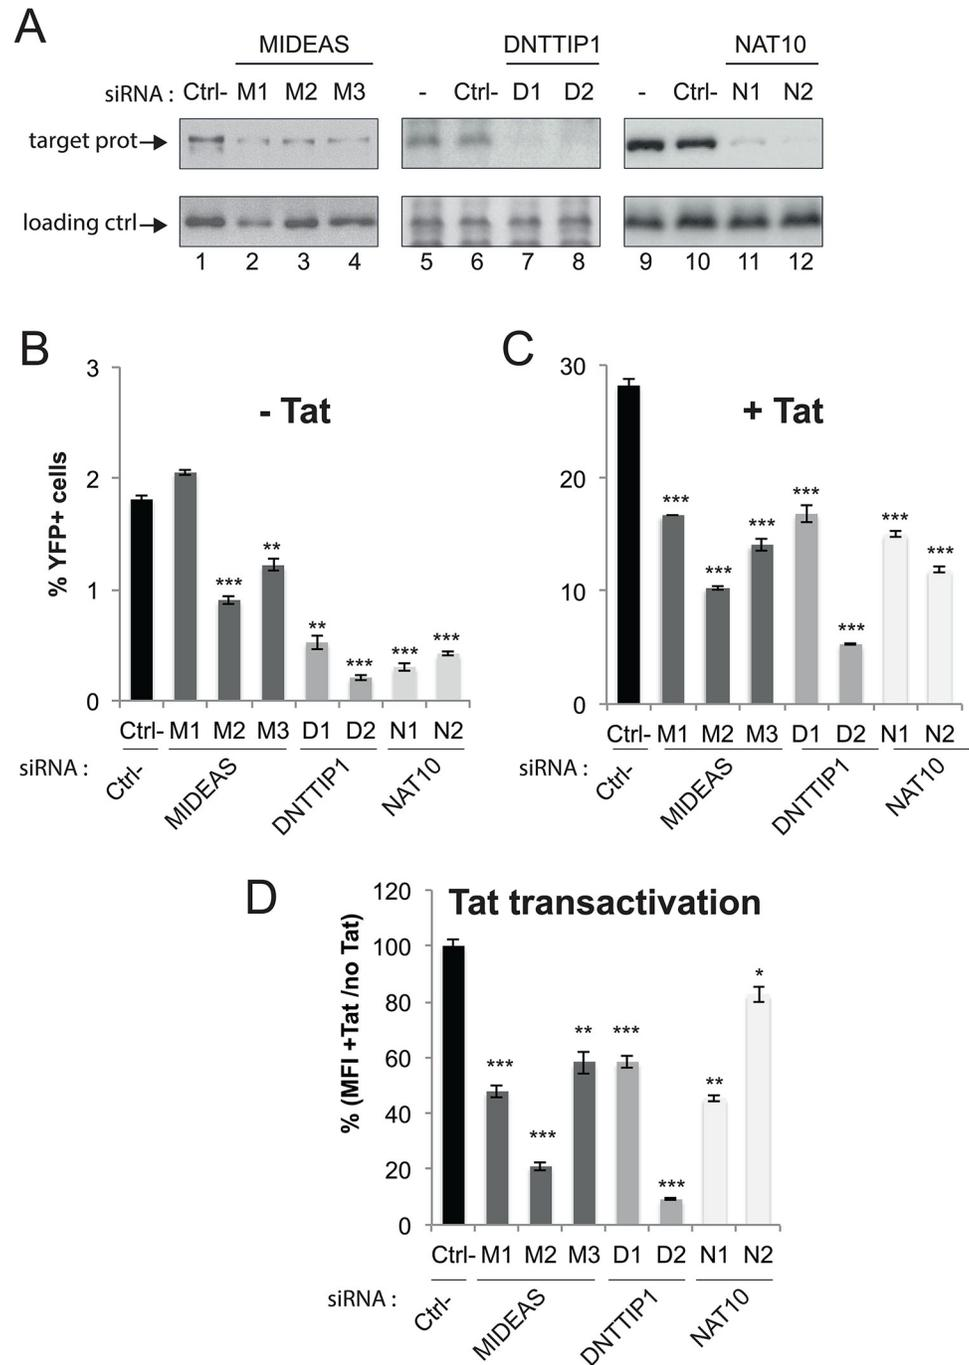 A
MIDEAS DNTTIP1 NAT10
siRNA : Ctrl- M1 M2 M3 - Ctrl- D1 D2 - Ctrl- N1 N2
target prot
loading ctrl
1 2 3 4 5 6 7 8 9 10 11 12
B
- Tat
% YFP+ cells
3
2
1
0
** *** ** *** *** ***
Ctrl- M1 M2 M3 D1 D2 N1 N2
siRNA :
Ctrl- MIDEAS DNTTIP1 NAT10
C
+ Tat
30
20
10
0
*** *** *** *** *** *** ***
Ctrl- M1 M2 M3 D1 D2 N1 N2
siRNA :
Ctrl- MIDEAS DNTTIP1 NAT10
D
Tat transactivation
% (MFI +Tat /no Tat)
120
100
80
60
40
20
0
*** *** ** *** *** ** *
Ctrl- M1 M2 M3 D1 D2 N1 N2
siRNA :
Ctrl- MIDEAS DNTTIP1 NAT10